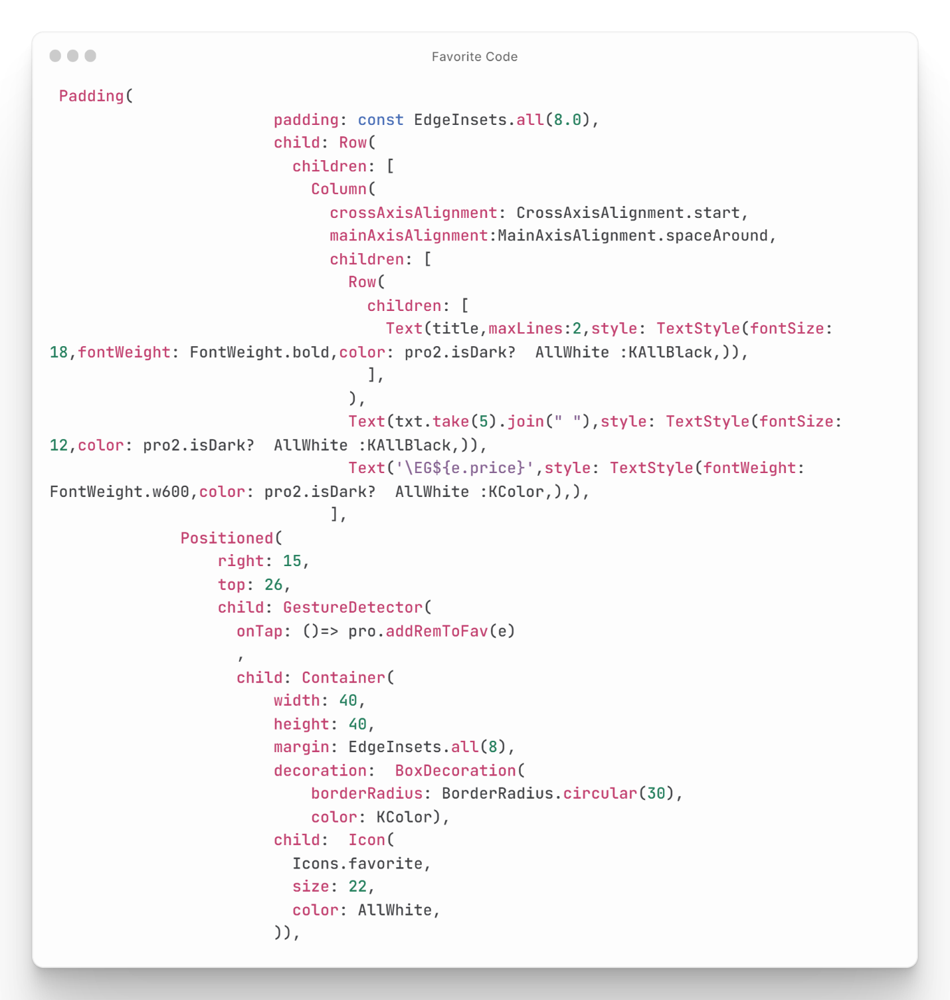 Favorite Code
Padding(
padding: const EdgeInsets.all(8.0),
child: Row(
children: [
Column(
crossAxisAlignment: CrossAxisAlignment.start,
mainAxisAlignment:MainAxisAlignment.spaceAround,
children: [
Row(
children: [
Text(title,maxLines:2,style: TextStyle(fontSize:
18,fontWeight: FontWeight.bold,color: pro2.isDark?  AllWhite :KAllBlack,)),
],
),
Text(txt.take(5).join(" "),style: TextStyle(fontSize:
12,color: pro2.isDark?  AllWhite :KAllBlack,)),
Text('\EG${e.price}',style: TextStyle(fontWeight:
FontWeight.w600,color: pro2.isDark?  AllWhite :KColor,),),
],
Positioned(
right: 15,
top: 26,
child: GestureDetector(
onTap: ()=> pro.addRemToFav(e)
,
child: Container(
width: 40,
height: 40,
margin: EdgeInsets.all(8),
decoration:  BoxDecoration(
borderRadius: BorderRadius.circular(30),
color: KColor),
child:  Icon(
Icons.favorite,
size: 22,
color: AllWhite,
)),